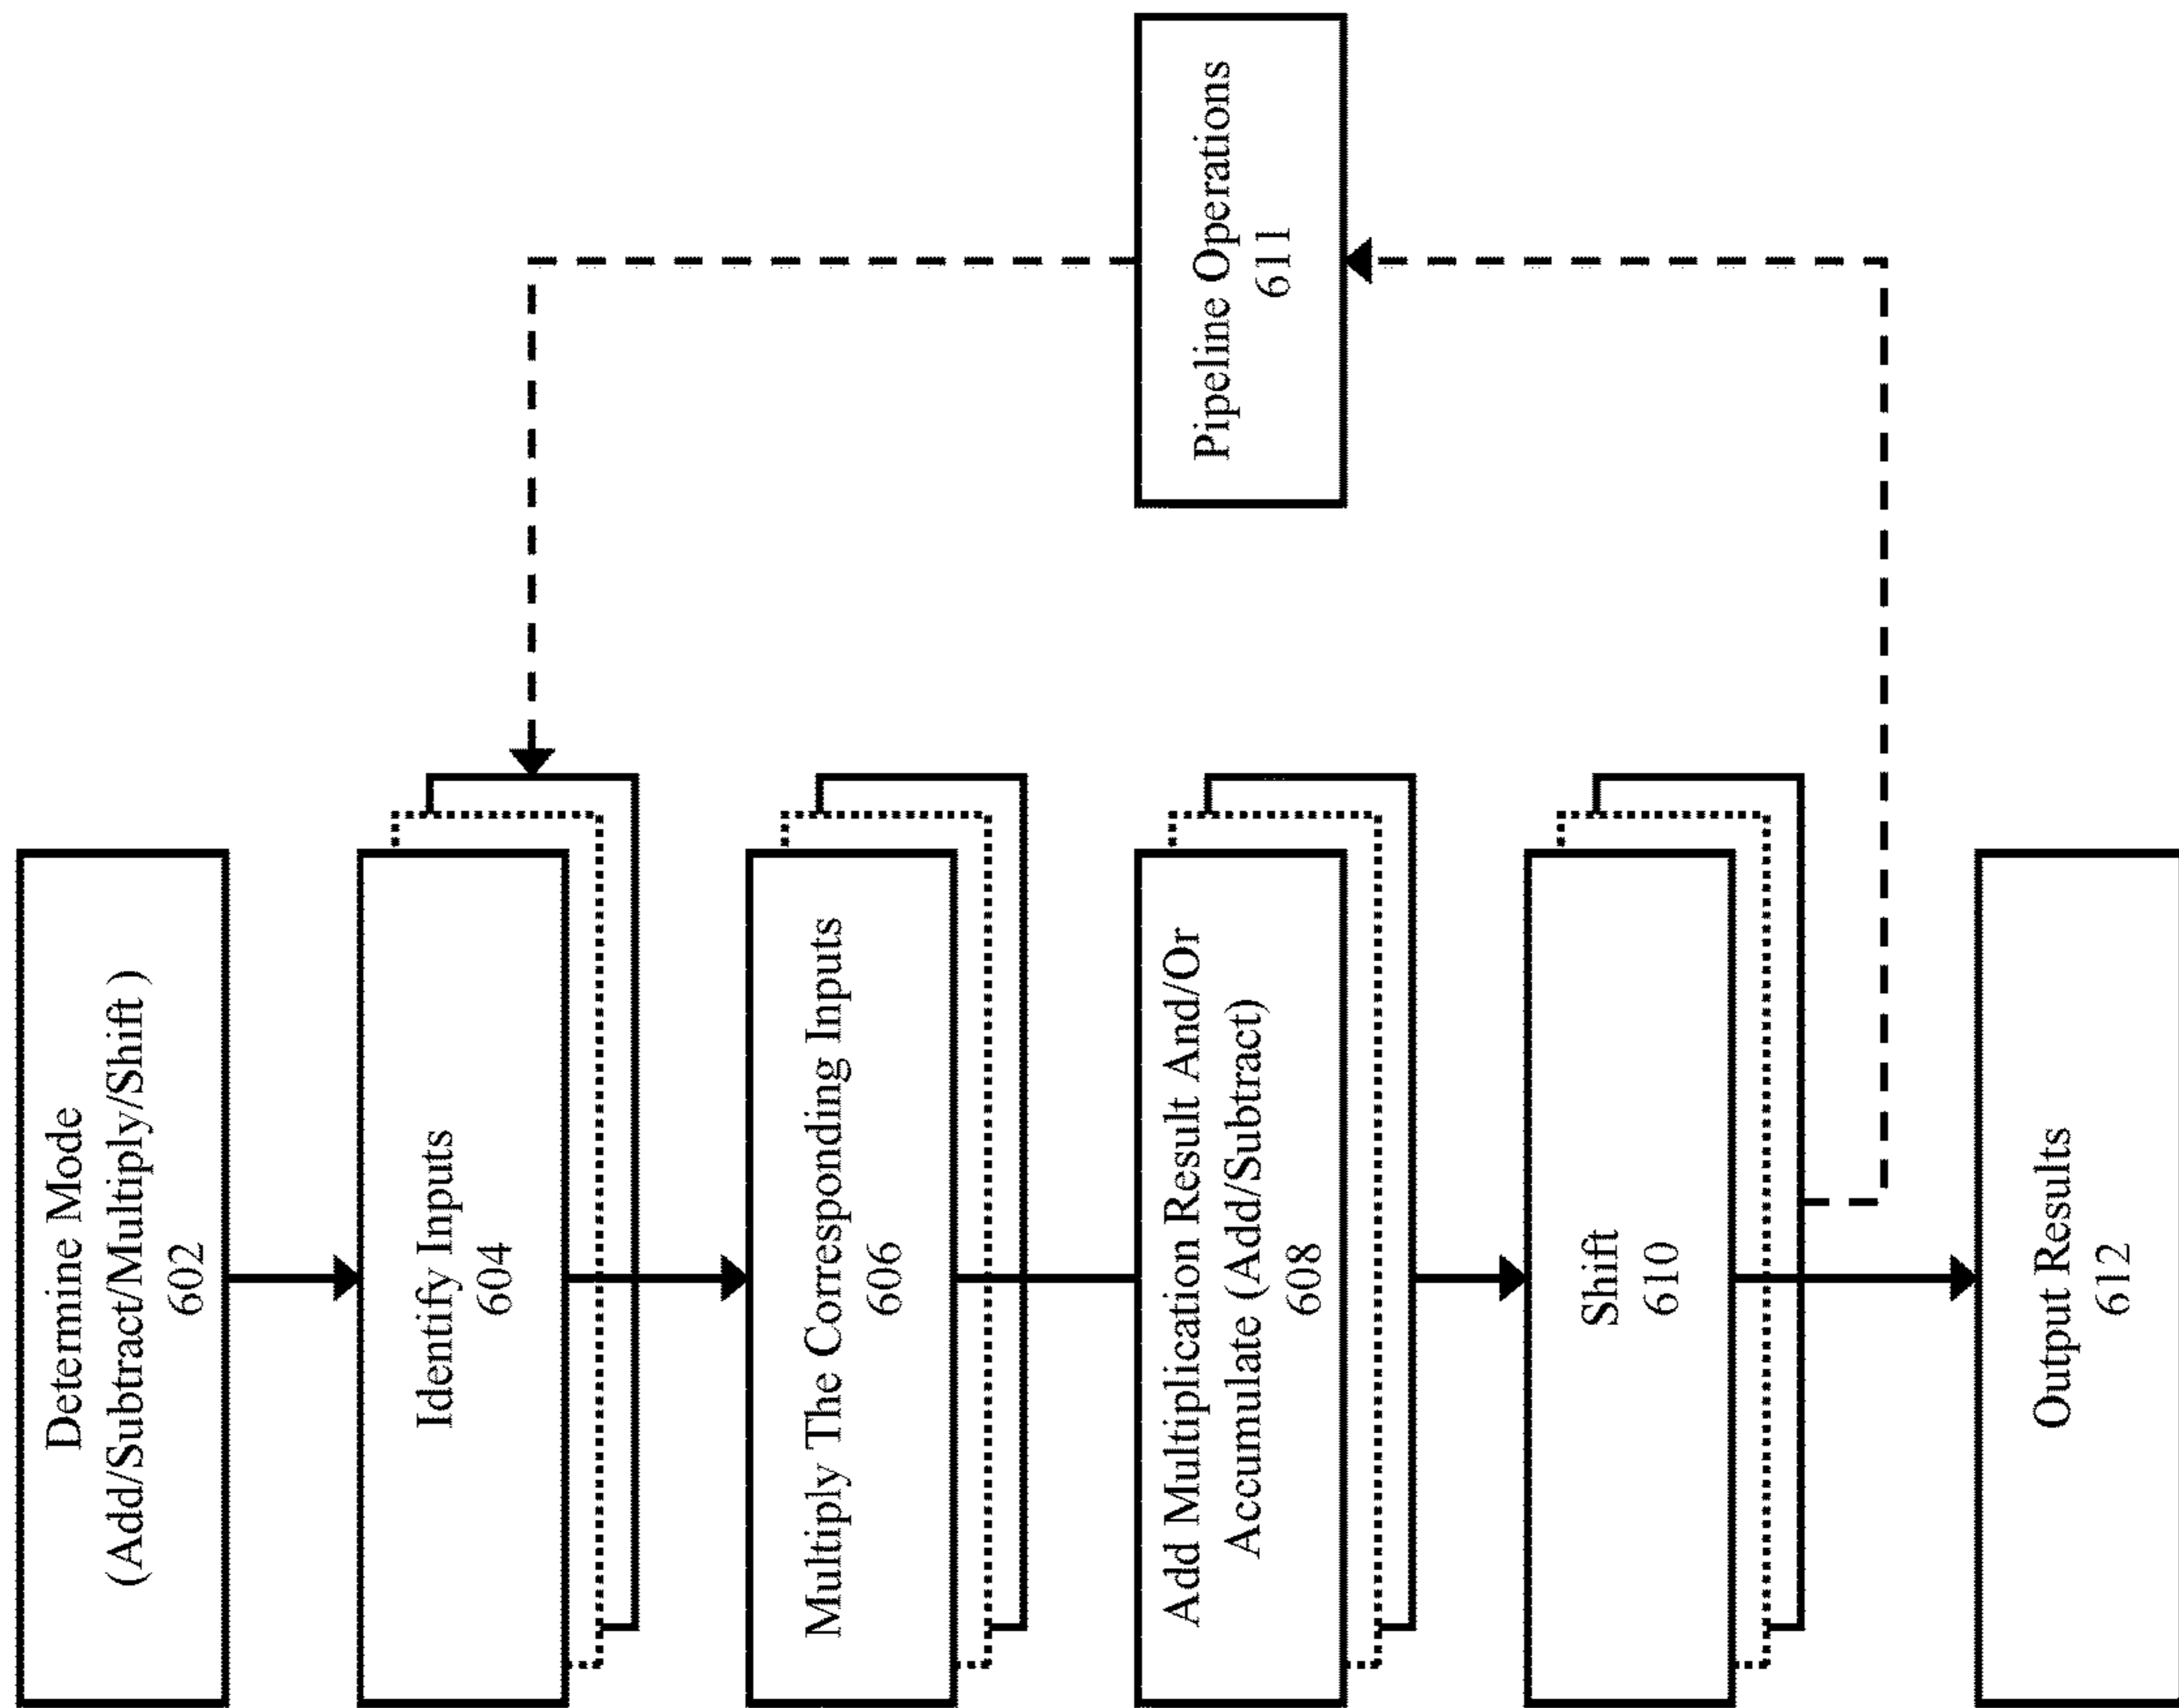 Determine Mode
(Add/Subtract/Multiply/Shift )
602
Identify Inputs
604
Multiply The Corresponding Inputs
606
Add Multiplication Result And/Or
Accumulate (Add/Subtract)
608
Shift
610
Pipeline Operations
611
Output Results
612